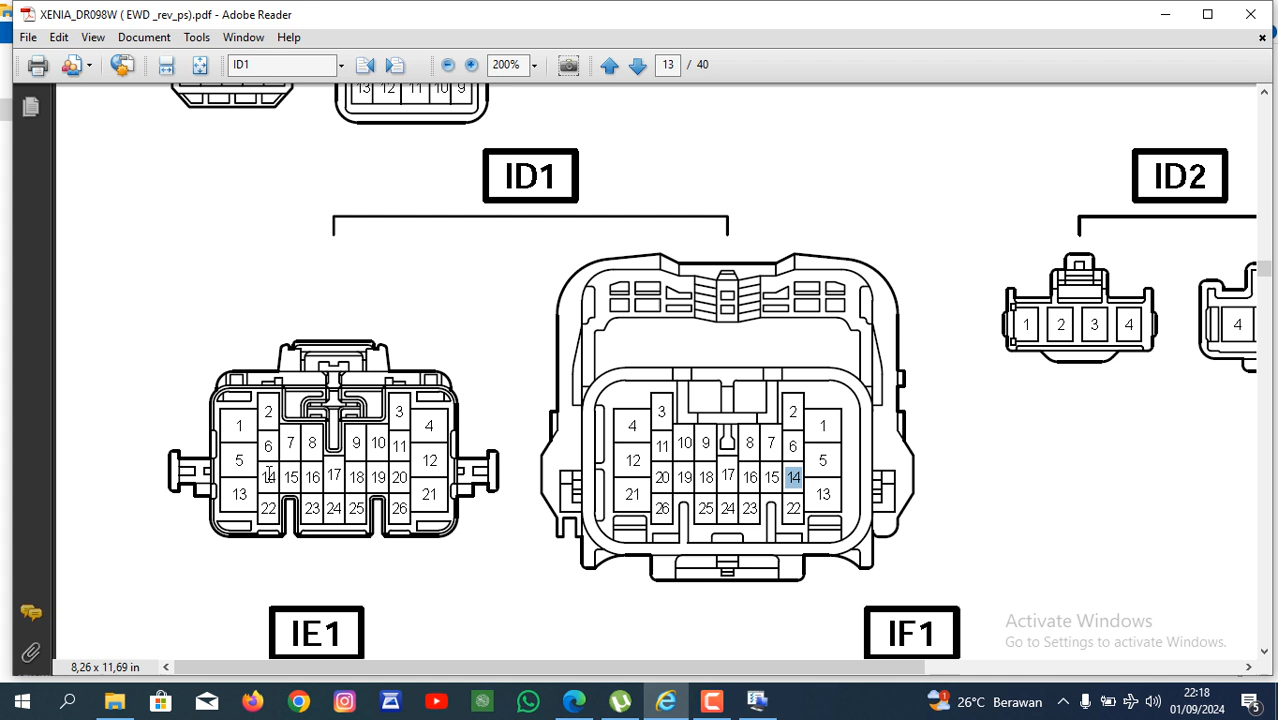 XENIA_DR098W ( EWD _rev_ps).pdf - Adobe Reader
File Edit View Document Tools Window Help
ID1 200% 13 / 40
13 12 11 10 9
ID1
ID2
1 2 3 4
4
2 3
1 4
6 7 8 9 10 11
5 12
14 15 16 17 18 19 20
13 21
22 23 24 25 26
3 2
4 1
11 10 9 8 7 6
12 5
20 19 18 17 16 15 14
21 13
26 25 24 23 22
IE1
IF1
Activate Windows
Go to Settings to activate Windows.
8,26 x 11,69 in
1 26°C Berawan
22:18
01/09/2024
5